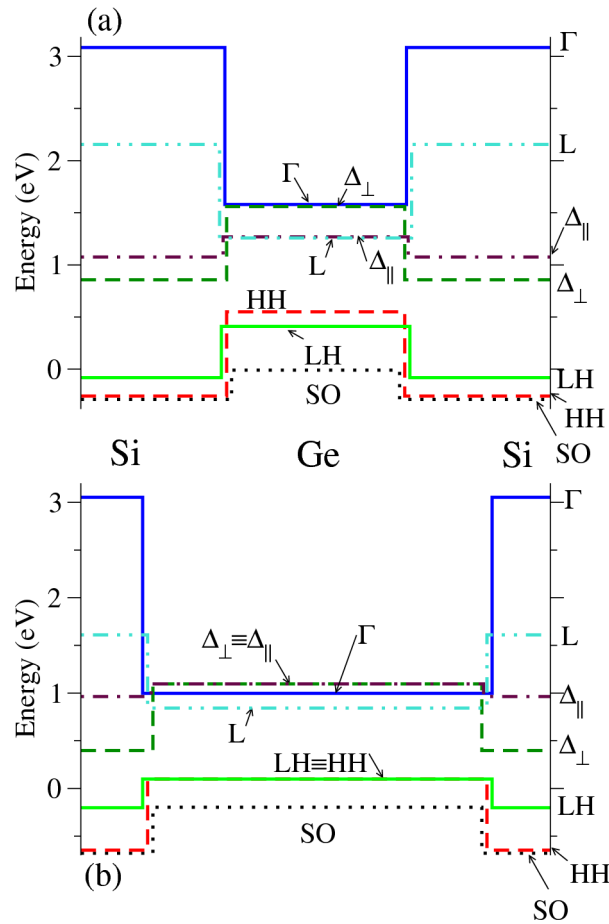 (a)
3
Γ
L
2
Γ
Δ⊥
Energy (eV)
L
Δ∥
Δ∥
1
Δ⊥
HH
LH
0
SO
LH
HH
SO
Si
Ge
Si
3
Γ
2
Δ⊥≡Δ∥
Γ
L
Energy (eV)
1
L
Δ∥
Δ⊥
LH≡HH
0
LH
SO
HH
(b)
SO